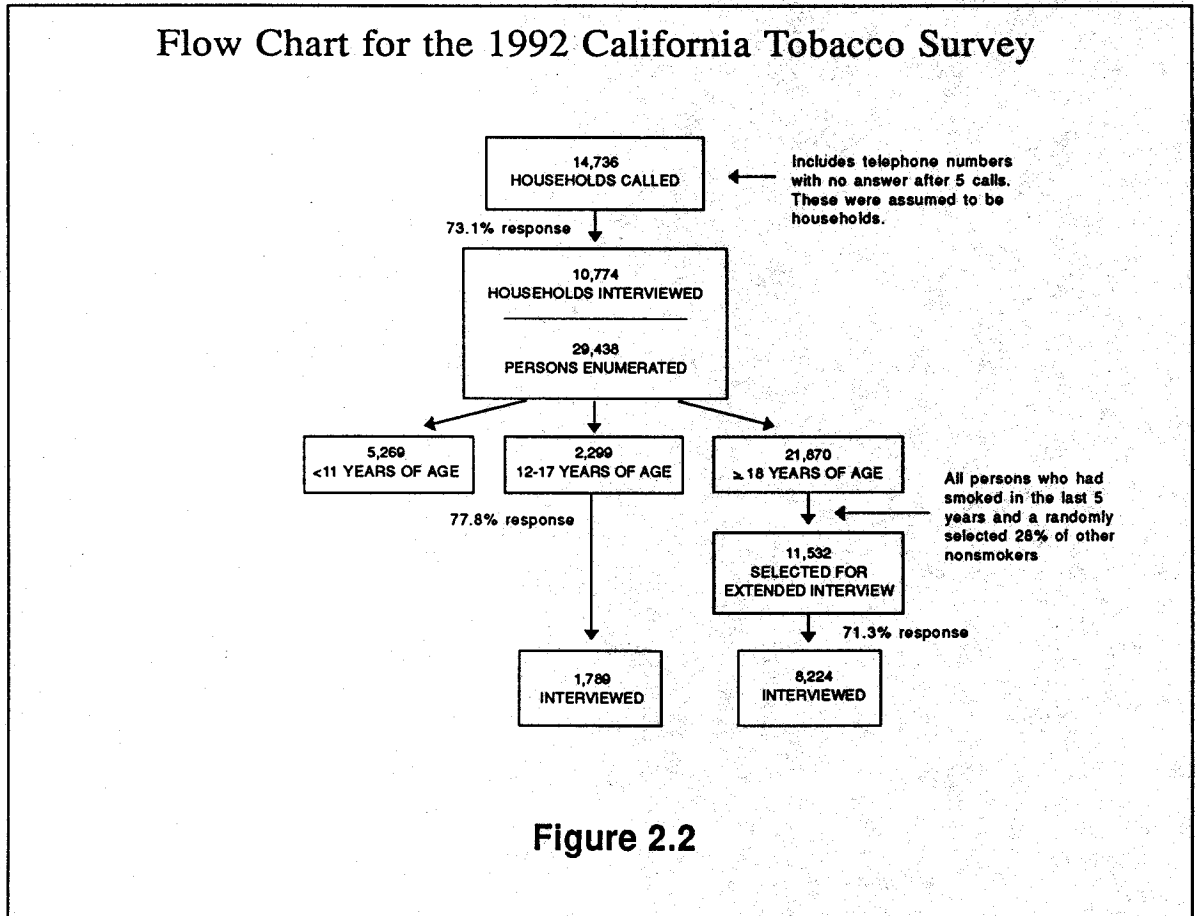 Flow Chart for the 1992 California Tobacco Survey
14,736
HOUSEHOLDS CALLED
Includes telephone numbers
with no answer after 5 calls.
These were assumed to be
households.
73.1% response
10,774
HOUSEHOLDS INTERVIEWED
29,438
PERSONS ENUMERATED
5,269
<11 YEARS OF AGE
2,299
12-17 YEARS OF AGE
21,870
≥ 18 YEARS OF AGE
All persons who had
smoked in the last 5
years and a randomly
selected 28% of other
nonsmokers
77.8% response
11,532
SELECTED FOR
EXTENDED INTERVIEW
71.3% response
1,789
INTERVIEWED
8,224
INTERVIEWED
Figure 2.2